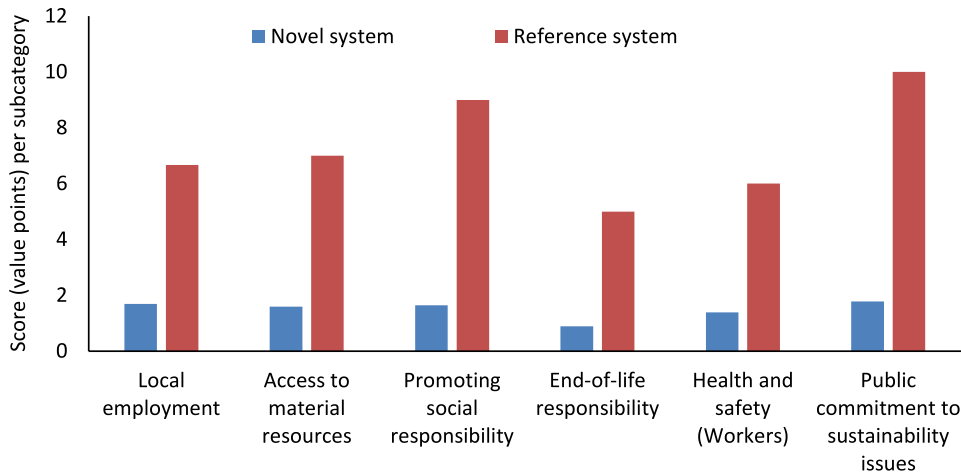 Score (value points) per subcategory
12
10
8
6
4
2
0
Novel system
Reference system
Local
employment
Access to
material
resources
Promoting
social
responsibility
End-of-life
responsibility
Health and
safety
(Workers)
Public
commitment to
sustainability
issues